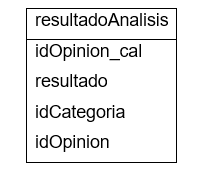 resultadoAnalisis
idOpinion_cal
resultado
idCategoria
idOpinion